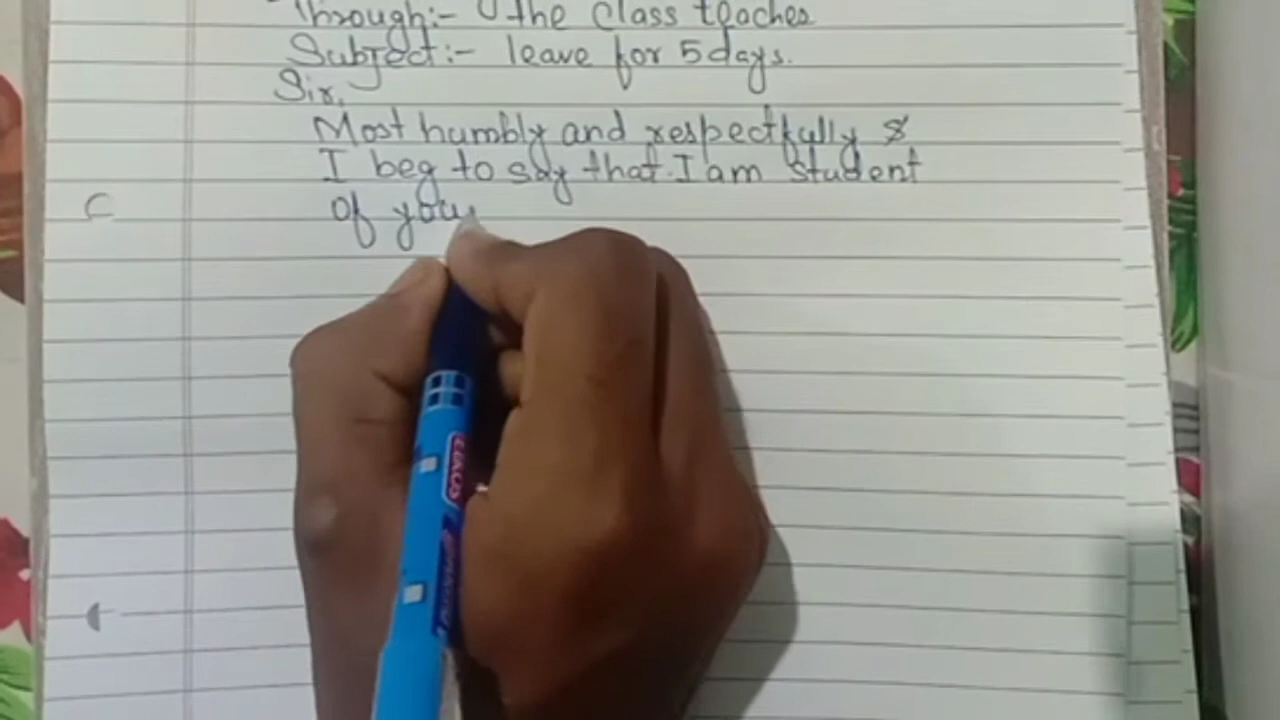 Through:- the class teacher
Subject:- leave for 5 days.
Sir,
Most humbly and respectfully &
I beg to say that I am student
of your